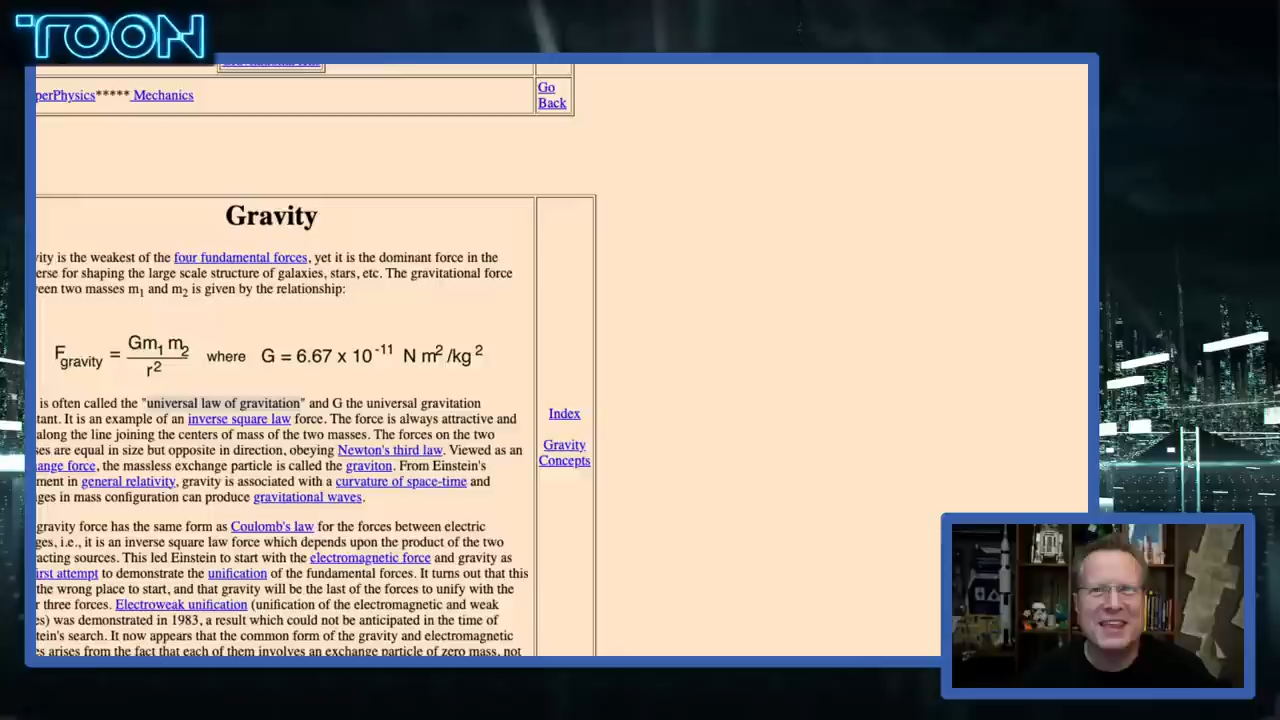 TOON
perPhysics***** Mechanics
Go
Back
Gravity
vity is the weakest of the four fundamental forces, yet it is the dominant force in the
erse for shaping the large scale structure of galaxies, stars, etc. The gravitational force
een two masses m1 and m2 is given by the relationship:
Fgravity = Gm1 m2 / r2 where G = 6.67 x 10-11 N m2 /kg 2
is often called the "universal law of gravitation" and G the universal gravitation
tant. It is an example of an inverse square law force. The force is always attractive and
along the line joining the centers of mass of the two masses. The forces on the two
ses are equal in size but opposite in direction, obeying Newton's third law. Viewed as an
ange force, the massless exchange particle is called the graviton. From Einstein's
ment in general relativity, gravity is associated with a curvature of space-time and
ges in mass configuration can produce gravitational waves.
gravity force has the same form as Coulomb's law for the forces between electric
ges, i.e., it is an inverse square law force which depends upon the product of the two
acting sources. This led Einstein to start with the electromagnetic force and gravity as
irst attempt to demonstrate the unification of the fundamental forces. It turns out that this
the wrong place to start, and that gravity will be the last of the forces to unify with the
r three forces. Electroweak unification (unification of the electromagnetic and weak
es) was demonstrated in 1983, a result which could not be anticipated in the time of
tein's search. It now appears that the common form of the gravity and electromagnetic
s arises from the fact that each of them involves an exchange particle of zero mass, not
Index
Gravity
Concepts